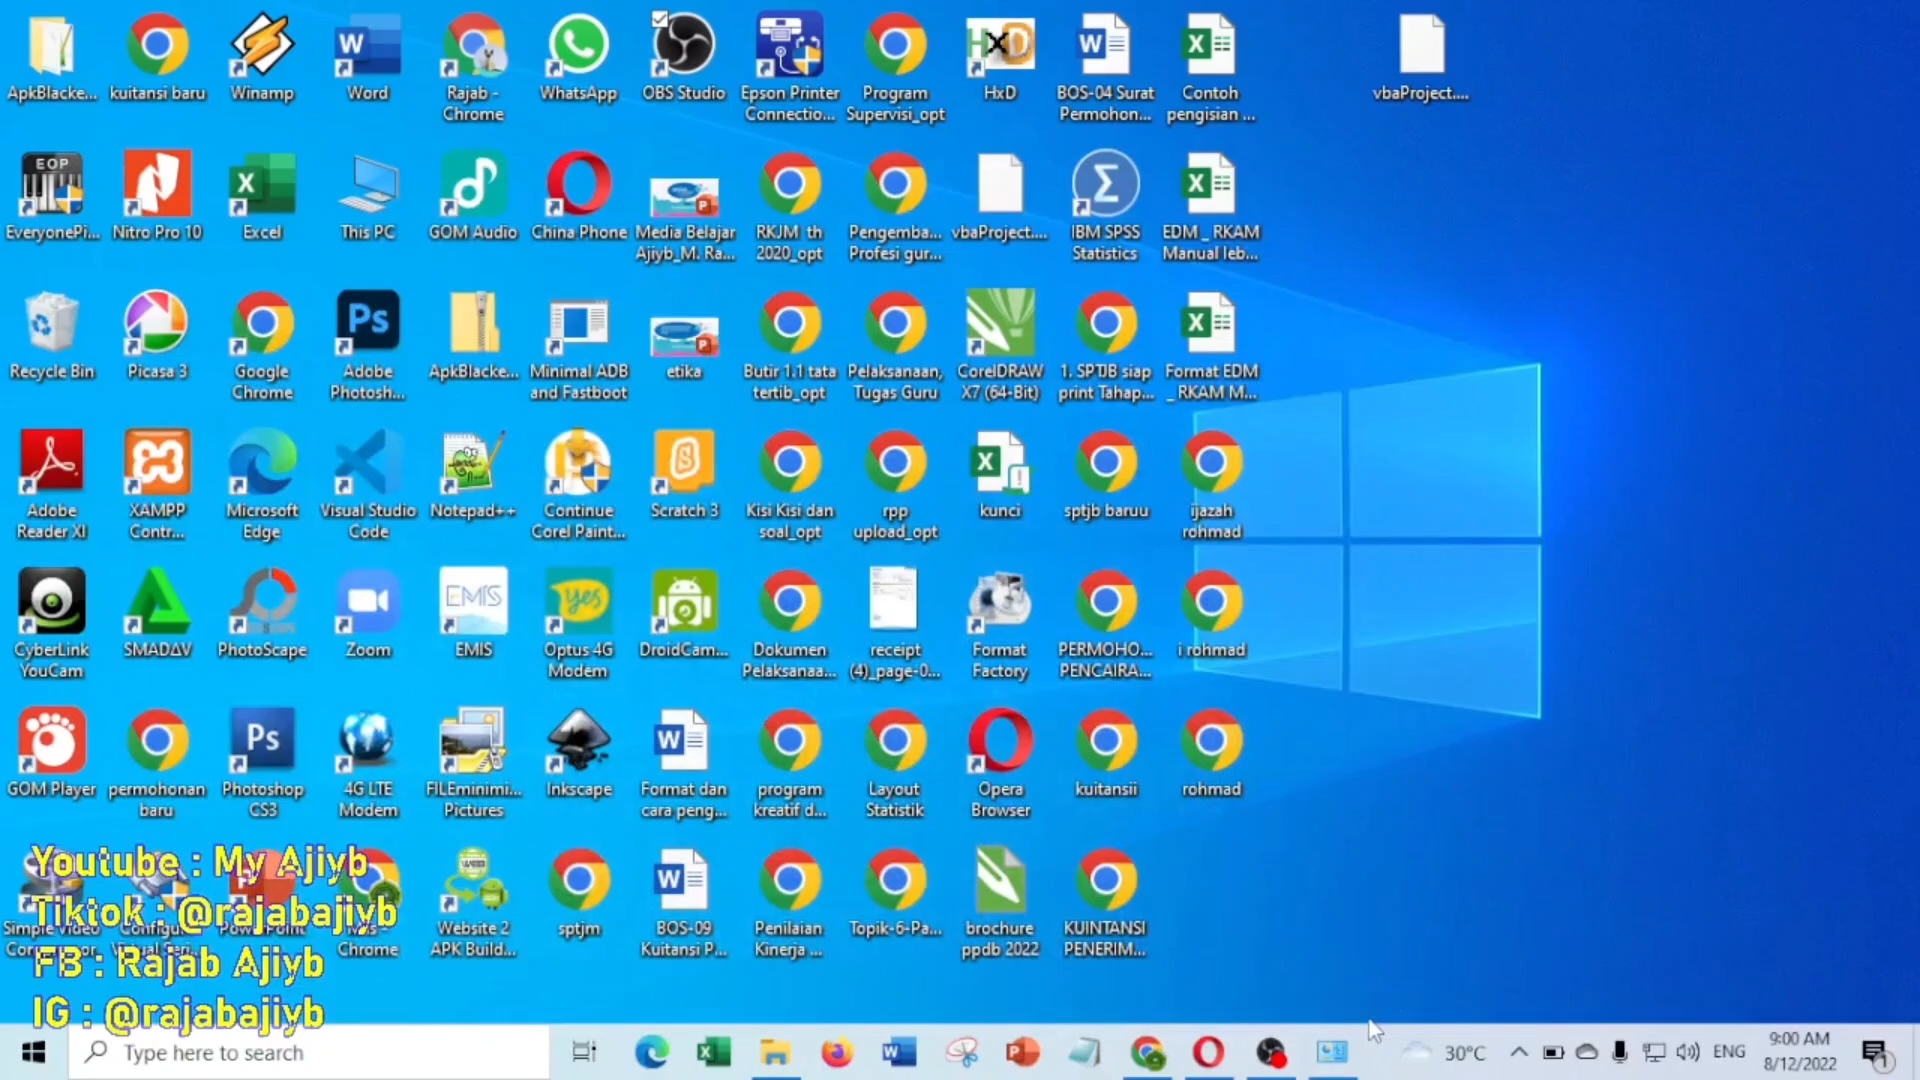 ApkBlacke...
kuitansi baru
Winamp
Word
Rajab -
Chrome
WhatsApp
OBS Studio
Epson Printer
Connectio...
Program
Supervisi_opt
HxD
BOS-04 Surat
Permohon...
Contoh
pengisian ...
vbaProject....
EOP
EveryonePi...
Nitro Pro 10
Excel
This PC
GOM Audio
China Phone
Media Belajar
Ajiyb_M. Ra...
RKJM th
2020_opt
Pengemba...
Profesi gur...
vbaProject....
IBM SPSS
Statistics
EDM _ RKAM
Manual leb...
Recycle Bin
Picasa 3
Google
Chrome
Adobe
Photosh...
ApkBlacke...
Minimal ADB
and Fastboot
etika
Butir 1.1 tata
tertib_opt
Pelaksanaan,
Tugas Guru
CorelDRAW
X7 (64-Bit)
1. SPTJB siap
print Tahap...
Format EDM
_ RKAM M...
Adobe
Reader XI
XAMPP
Contr...
Microsoft
Edge
Visual Studio
Code
Notepad++
Continue
Corel Paint...
Scratch 3
Kisi Kisi dan
soal_opt
rpp
upload_opt
kunci
sptjb baruu
ijazah
rohmad
CyberLink
YouCam
SMADΔV
PhotoScape
Zoom
EMIS
EMIS
yes
Optus 4G
Modem
DroidCam...
Dokumen
Pelaksanaa...
receipt
(4)_page-0...
Format
Factory
PERMOHO...
PENCAIRA...
i rohmad
GOM Player
permohonan
baru
Photoshop
CS3
4G LTE
Modem
FILEminimi...
Pictures
Inkscape
Format dan
cara peng...
program
kreatif d...
Layout
Statistik
Opera
Browser
kuitansii
rohmad
Youtube : My Ajiyb
Tiktok : @rajabajiyb
FB : Rajab Ajiyb
IG : @rajabajiyb
Simple Video
PowerPoint
Chrome
Website 2
APK Build...
sptjm
BOS-09
Kuitansi P...
Penilaian
Kinerja ...
Topik-6-Pa...
brochure
ppdb 2022
KUINTANSI
PENERIM...
Type here to search
30°C
ENG
9:00 AM
8/12/2022
1